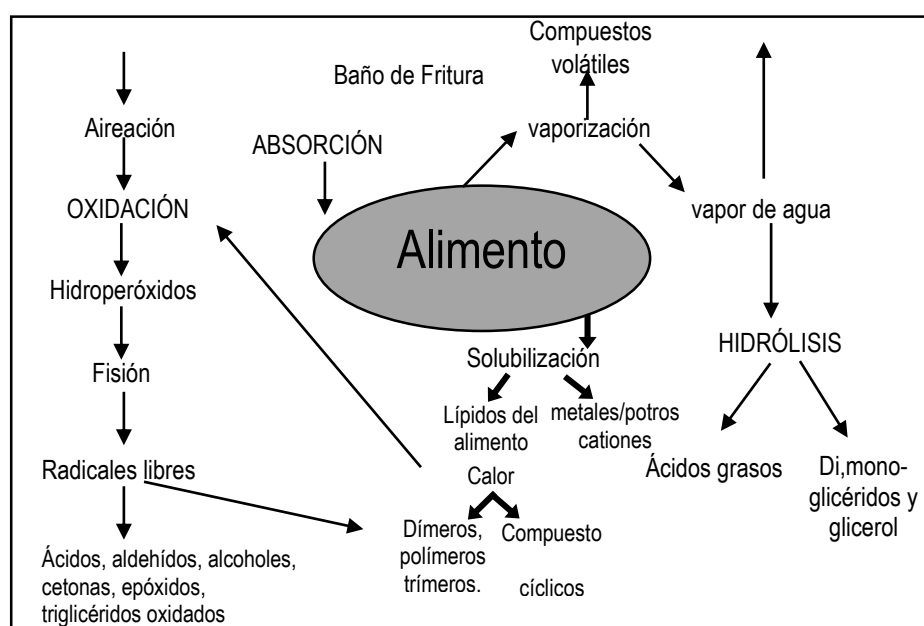 Compuestos
volátiles
Baño de Fritura
Aireación
vaporización
ABSORCIÓN
OXIDACIÓN
vapor de agua
Alimento
Hidroperóxidos
HIDRÓLISIS
Solubilización
Fisión
Lípidos del
alimento
metales/potros
cationes
Radicales libres
Calor
Ácidos grasos
Di,mono-
glicéridos y
glicerol
Dímeros,
polímeros
trímeros.
Compuesto
cíclicos
Ácidos, aldehídos, alcoholes,
cetonas, epóxidos,
triglicéridos oxidados